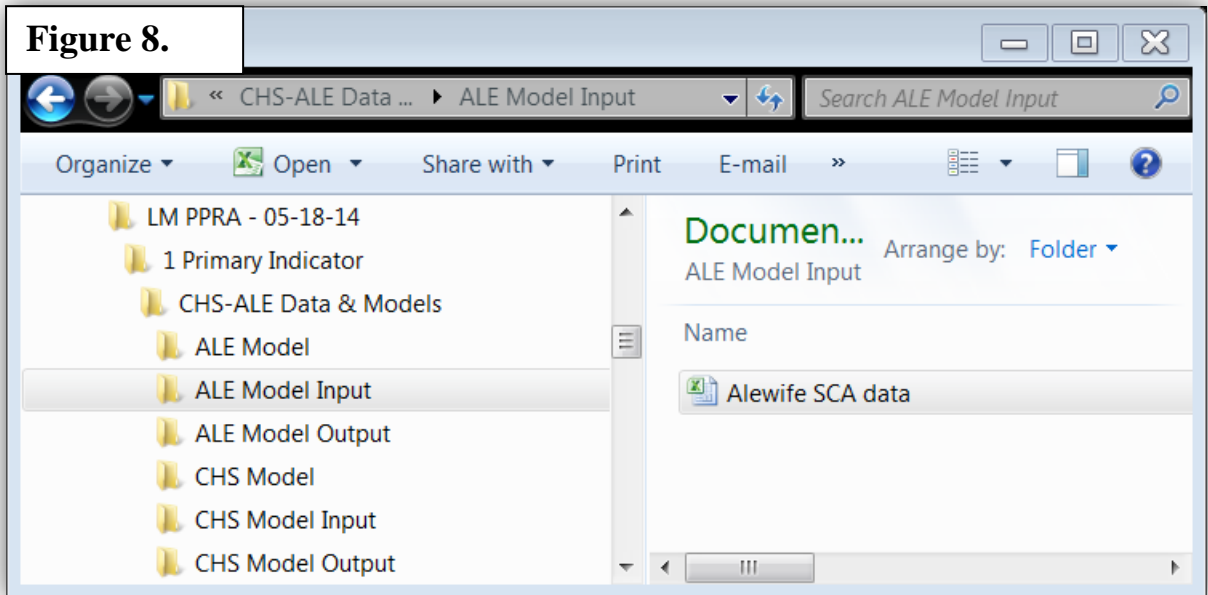 Figure 8.
« CHS-ALE Data ... ALE Model Input
Search ALE Model Input
Organize Open Share with Print E-mail » ?
LM PPRA - 05-18-14
1 Primary Indicator
CHS-ALE Data & Models
ALE Model
ALE Model Input
ALE Model Output
CHS Model
CHS Model Input
CHS Model Output
Documen...
ALE Model Input
Arrange by: Folder
Name
Alewife SCA data